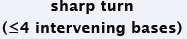 sharp turn
(≤4 intervening bases)